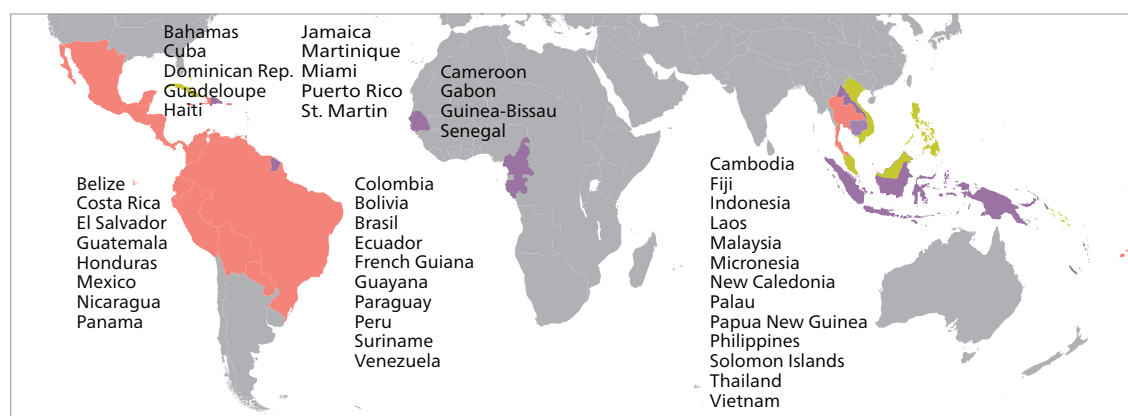 Bahamas
Cuba
Dominican Rep.
Guadeloupe
Haïti
Jamaica
Martinique
Miami
Puerto Rico
St. Martin
Cameroon
Gabon
Guinea-Bissau
Senegal
Belize
Costa Rica
El Salvador
Guatemala
Honduras
Mexico
Nicaragua
Panama
Colombia
Bolivia
Brasil
Ecuador
French Guiana
Guayana
Paraguay
Peru
Suriname
Venezuela
Cambodia
Fiji
Indonesia
Laos
Malaysia
Micronesia
New Caledonia
Palau
Papua New Guinea
Philippines
Solomon Islands
Thailand
Vietnam